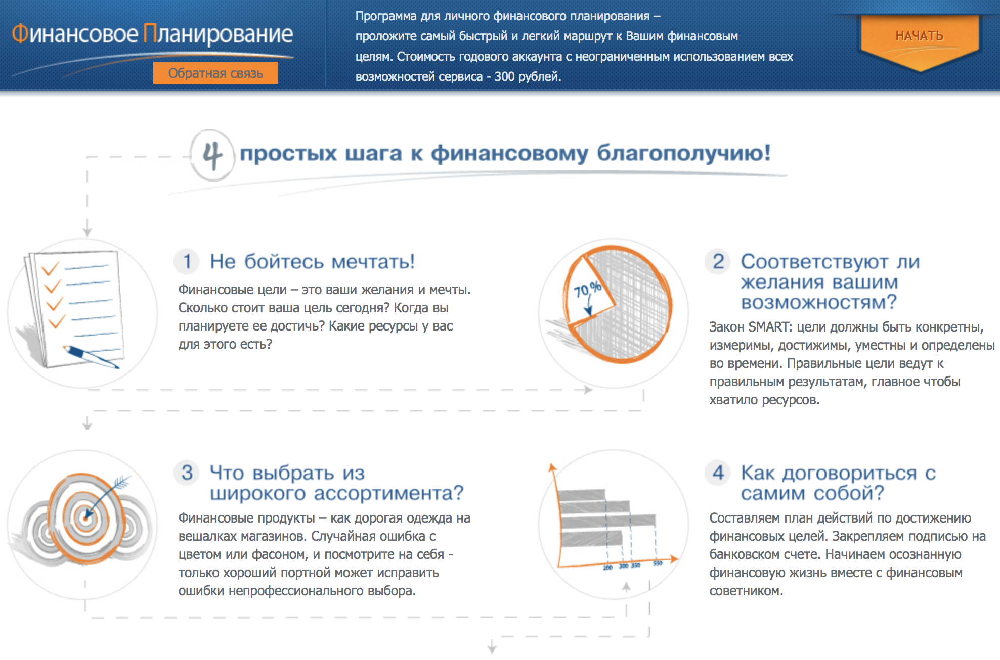 Финансовое Планирование
Обратная связь
Программа для личного финансового планирования –
проложите самый быстрый и легкий маршрут к Вашим финансовым
целям. Стоимость годового аккаунта с неограниченным использованием всех
возможностей сервиса - 300 рублей.
НАЧАТЬ
4 простых шага к финансовому благополучию!
1 Не бойтесь мечтать!
Финансовые цели – это ваши желания и мечты.
Сколько стоит ваша цель сегодня? Когда вы
планируете ее достичь? Какие ресурсы у вас
для этого есть?
70%
2 Соответствуют ли
желания вашим
возможностям?
Закон SMART: цели должны быть конкретны,
измеримы, достижимы, уместны и определены
во времени. Правильные цели ведут к
правильным результатам, главное чтобы
хватило ресурсов.
3 Что выбрать из
широкого ассортимента?
Финансовые продукты – как дорогая одежда на
вешалках магазинов. Случайная ошибка с
цветом или фасоном, и посмотрите на себя -
только хороший портной может исправить
ошибки непрофессионального выбора.
200 300 350 550
4 Как договориться с
самим собой?
Составляем план действий по достижению
финансовых целей. Закрепляем подписью на
банковском счете. Начинаем осознанную
финансовую жизнь вместе с финансовым
советником.